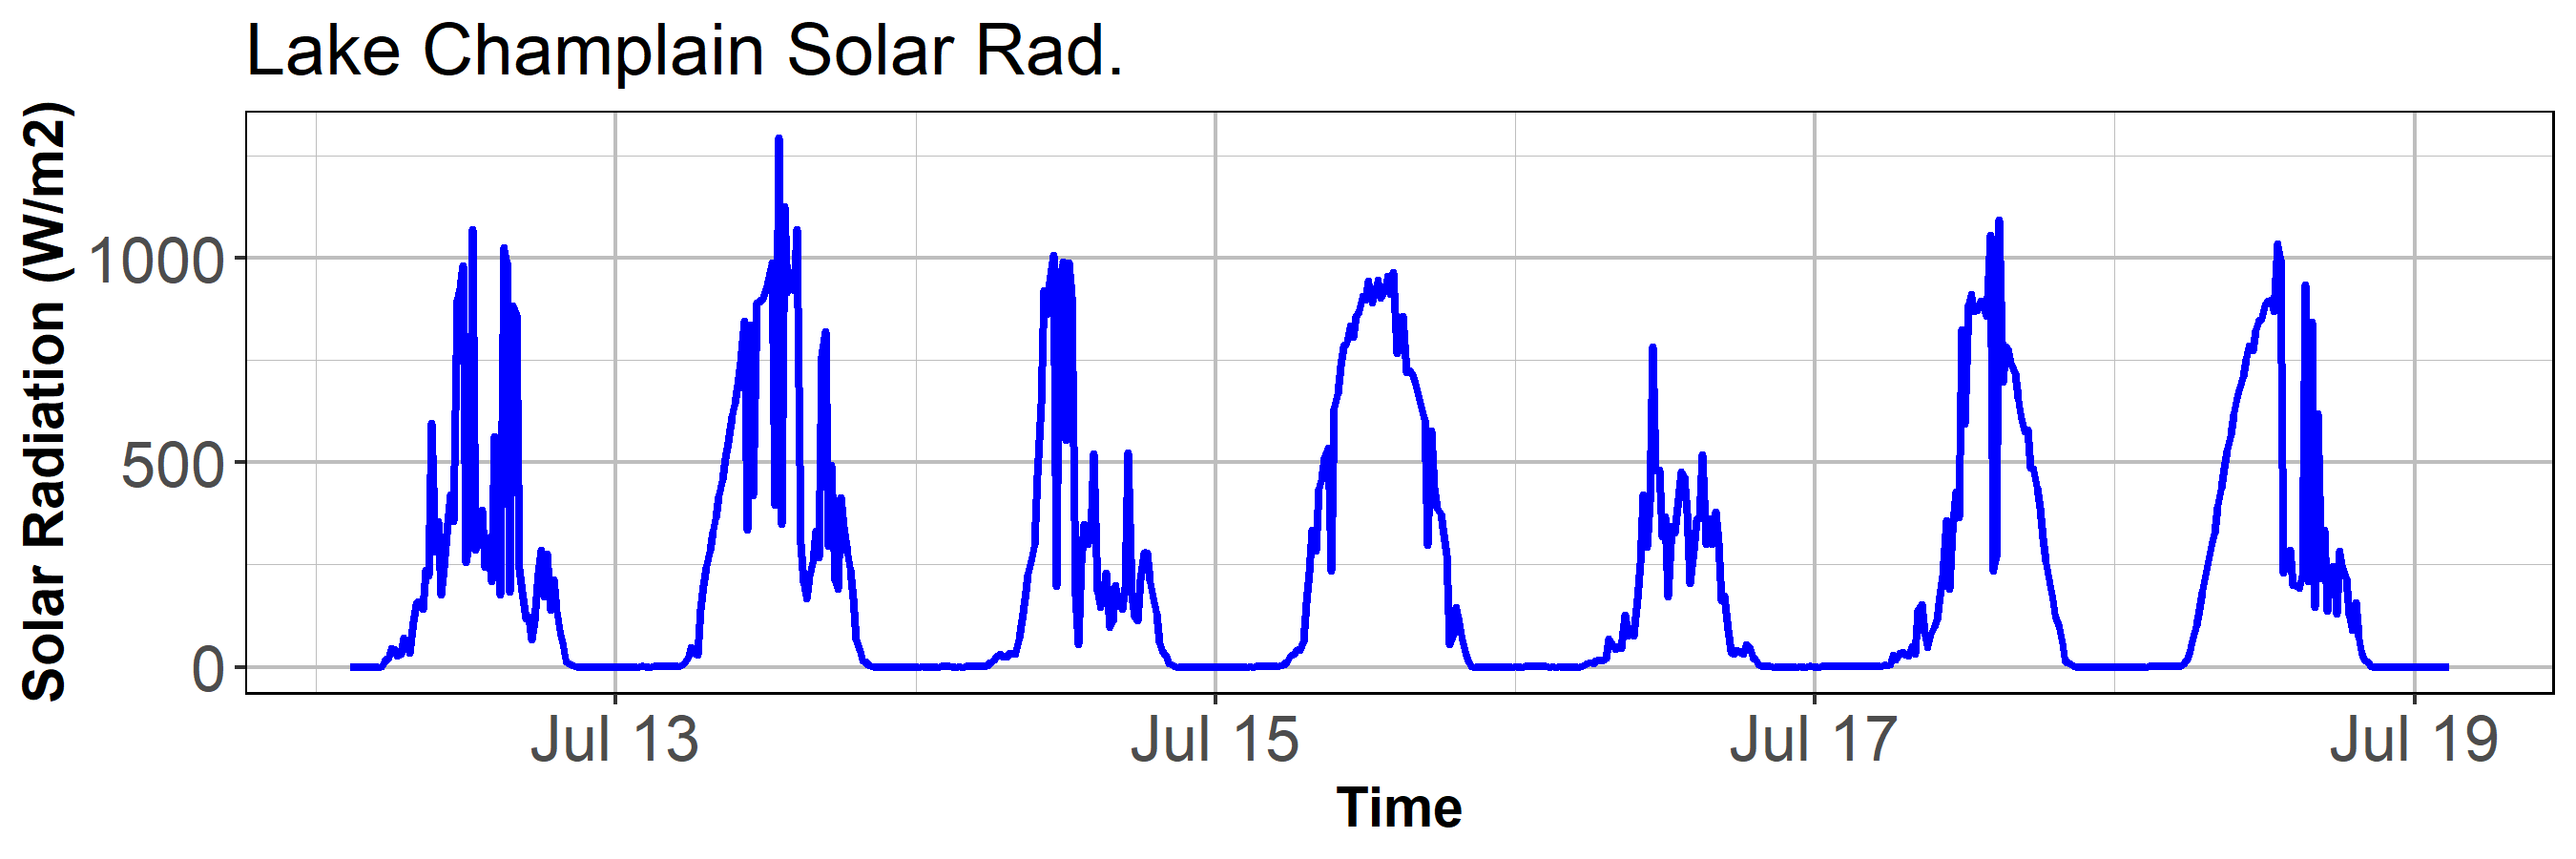 Lake Champlain Solar Rad.
Solar Radiation (W/m2)
1000
500
0
Jul 13
Jul 15
Jul 17
Jul 19
Time